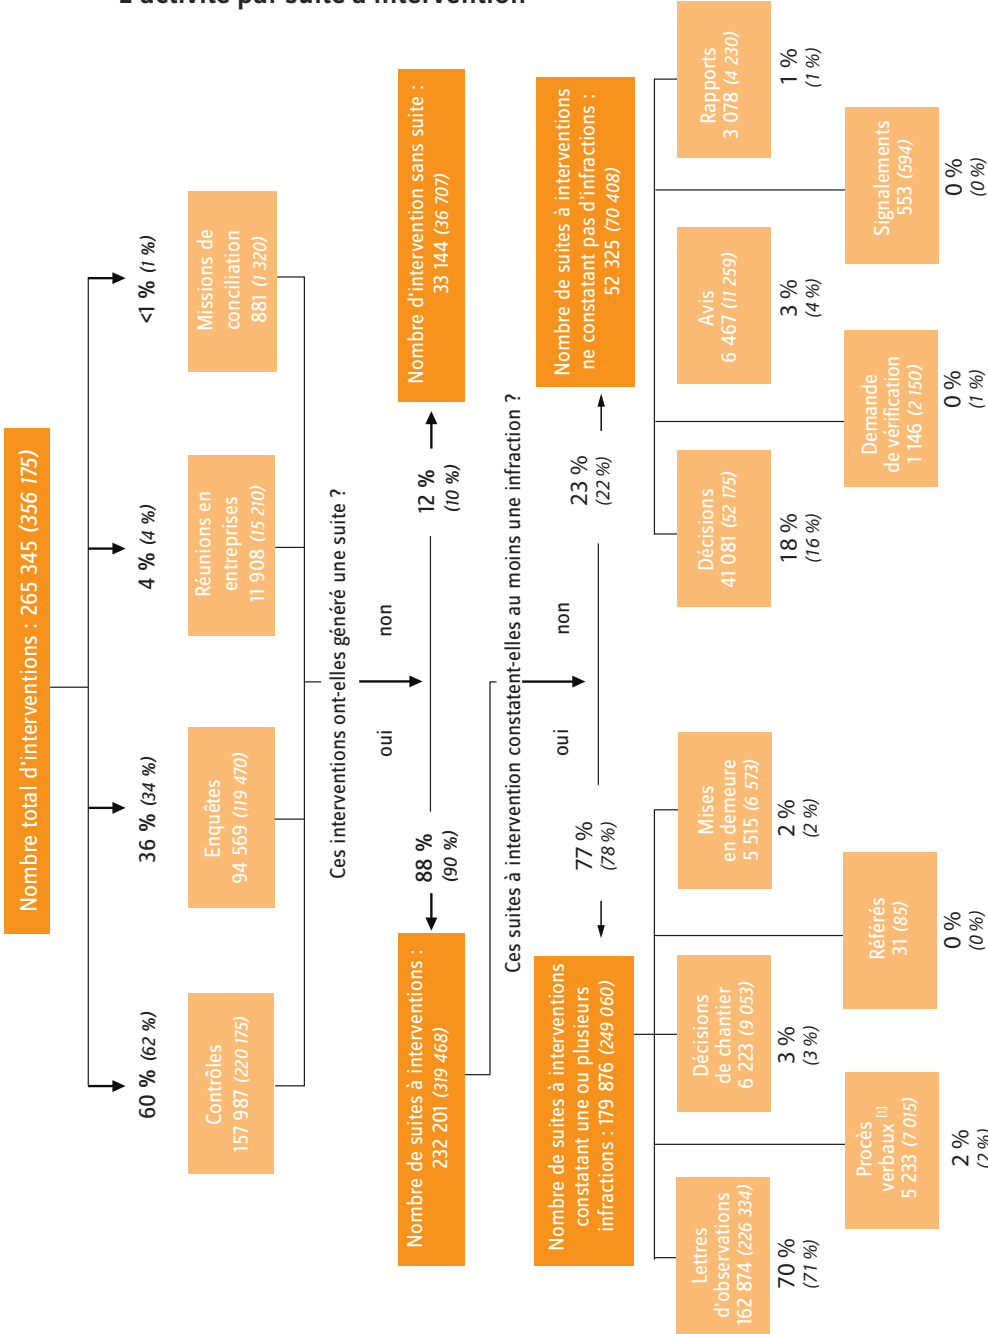 L'activité par suite à intervention
Nombre total d'interventions : 265 345 (356 175)
60 % (62 %)
36 % (34 %)
4 % (4 %)
<1 % (1 %)
Contrôles
157 987 (220 175)
Enquêtes
94 569 (119 470)
Réunions en
entreprises
11 908 (15 210)
Missions de
conciliation
881 (1 320)
Ces interventions ont-elles généré une suite ?
oui
non
88 %
(90 %)
12 %
(10 %)
Nombre de suites à interventions :
232 201 (319 468)
Nombre d'intervention sans suite :
33 144 (36 707)
Ces suites à intervention constatent-elles au moins une infraction ?
oui
non
77 %
(78 %)
23 %
(22 %)
Nombre de suites à interventions
constatant une ou plusieurs
infractions : 179 876 (249 060)
Nombre de suites à interventions
ne constatant pas d'infractions :
52 325 (70 408)
Lettres
d'observations
162 874 (226 334)
70 %
(71 %)
Procès
verbaux [1]
5 233 (7 015)
2 %
(2 %)
Décisions
de chantier
6 223 (9 053)
3 %
(3 %)
Référés
31 (85)
0 %
(0 %)
Mises
en demeure
5 515 (6 573)
2 %
(2 %)
Décisions
41 081 (52 175)
18 %
(16 %)
Demande
de vérification
1 146 (2 150)
0 %
(1 %)
Avis
6 467 (11 259)
3 %
(4 %)
Signalements
553 (594)
0 %
(0 %)
Rapports
3 078 (4 230)
1 %
(1 %)